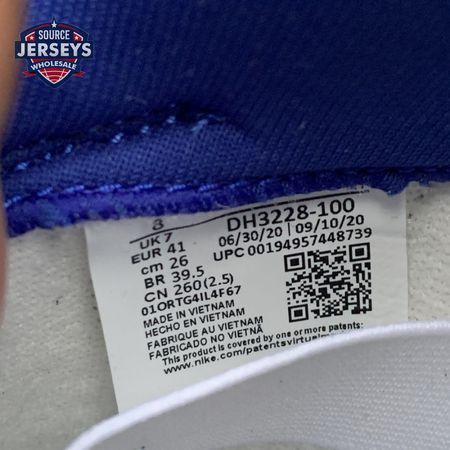 SOURCE
JERSEYS
WHOLESALE
8
UK 7
EUR 41
cm 26
BR 39.5
CN 260 (2.5)
01ORTG4IL4F67
MADE IN VIETNAM
HECHO EN VIETNAM
FABRIQUE AU VIETNAM
FABRICADO NO VIETNÃ
This product is covered by one or more
www.nike.com/patentsvirtualma
DH3228-100
06/30/20 | 09/10/20
UPC 00194957448739